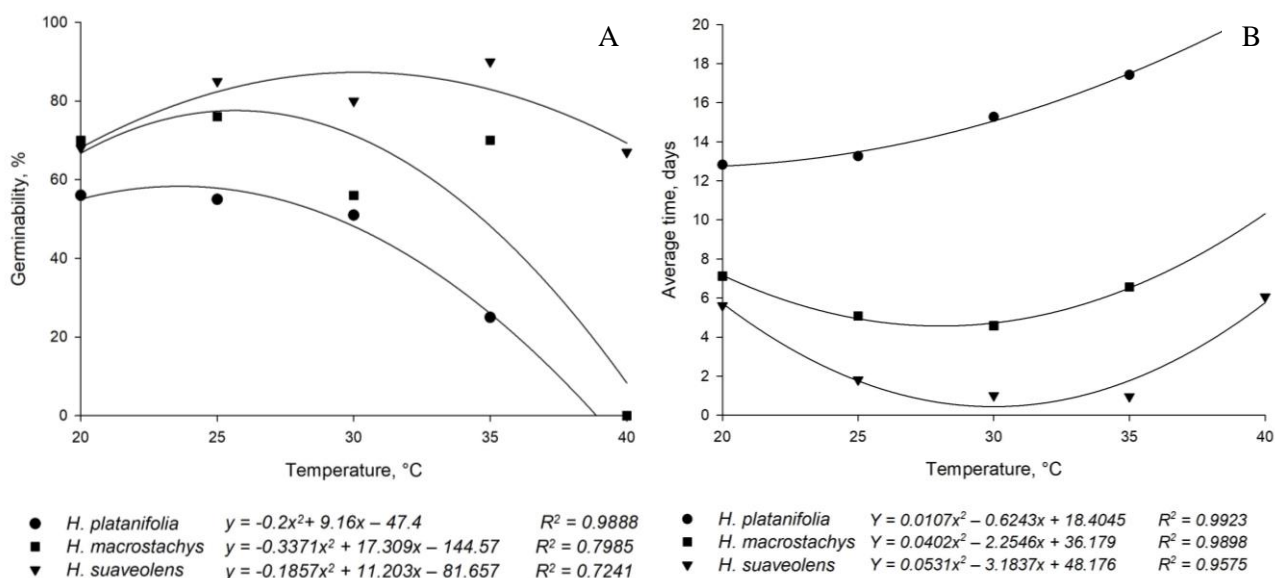 A
B
Germinability, %
100
80
60
40
20
0
20 25 30 35 40
Temperature, °C
H. platanifolia y = -0.2x²+ 9.16x – 47.4 R² = 0.9888
H. macrostachys y = -0.3371x² + 17.309x – 144.57 R² = 0.7985
H. suaveolens y = -0.1857x² + 11.203x – 81.657 R² = 0.7241
Average time, days
20
18
16
14
12
10
8
6
4
2
0
20 25 30 35 40
Temperature, °C
H. platanifolia Y = 0.0107x² – 0.6243x + 18.4045 R² = 0.9923
H. macrostachys Y = 0.0402x² – 2.2546x + 36.179 R² = 0.9898
H. suaveolens Y = 0.0531x² – 3.1837x + 48.176 R² = 0.9575